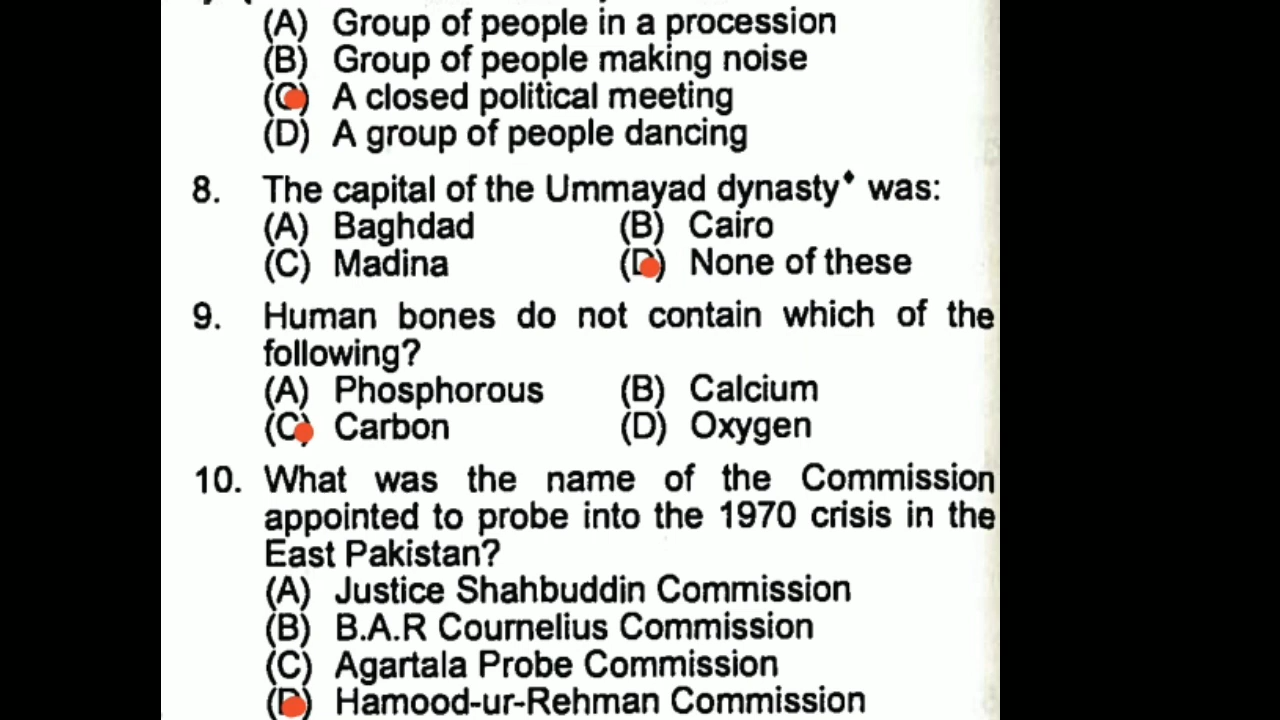 (A) Group of people in a procession
(B) Group of people making noise
(C) A closed political meeting
(D) A group of people dancing
8. The capital of the Ummayad dynasty♦ was:
(A) Baghdad (B) Cairo
(C) Madina (D) None of these
9. Human bones do not contain which of the
following?
(A) Phosphorous (B) Calcium
(C) Carbon (D) Oxygen
10. What was the name of the Commission
appointed to probe into the 1970 crisis in the
East Pakistan?
(A) Justice Shahbuddin Commission
(B) B.A.R Cournelius Commission
(C) Agartala Probe Commission
(D) Hamood-ur-Rehman Commission